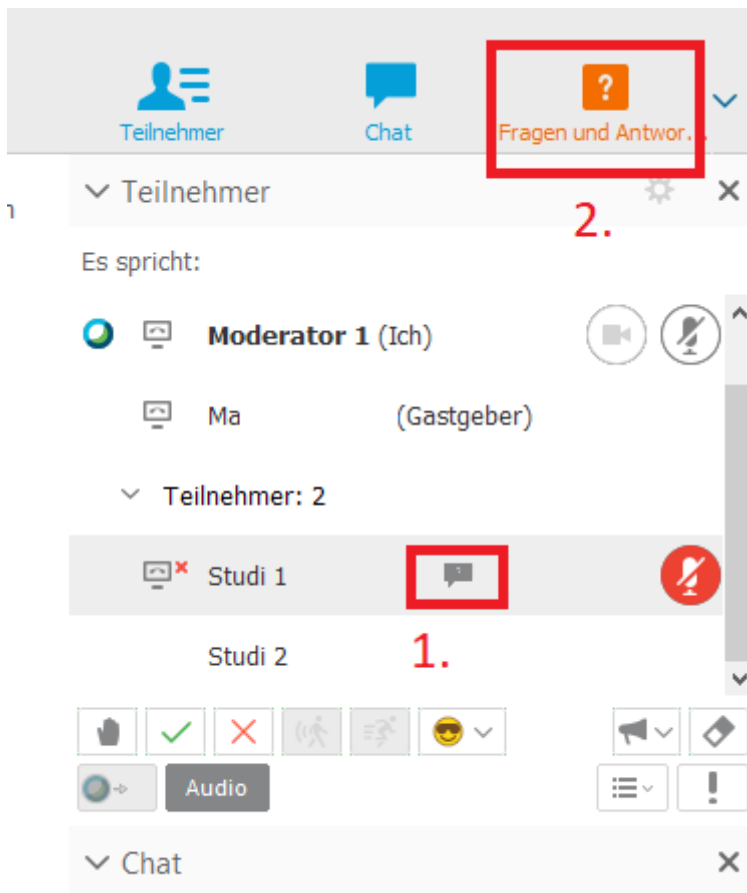 Teilnehmer Chat Fragen und Antwor...
Teilnehmer
2.
Es spricht:
Moderator 1 (Ich)
Ma (Gastgeber)
Teilnehmer: 2
Studi 1
1.
Studi 2
Audio
Chat